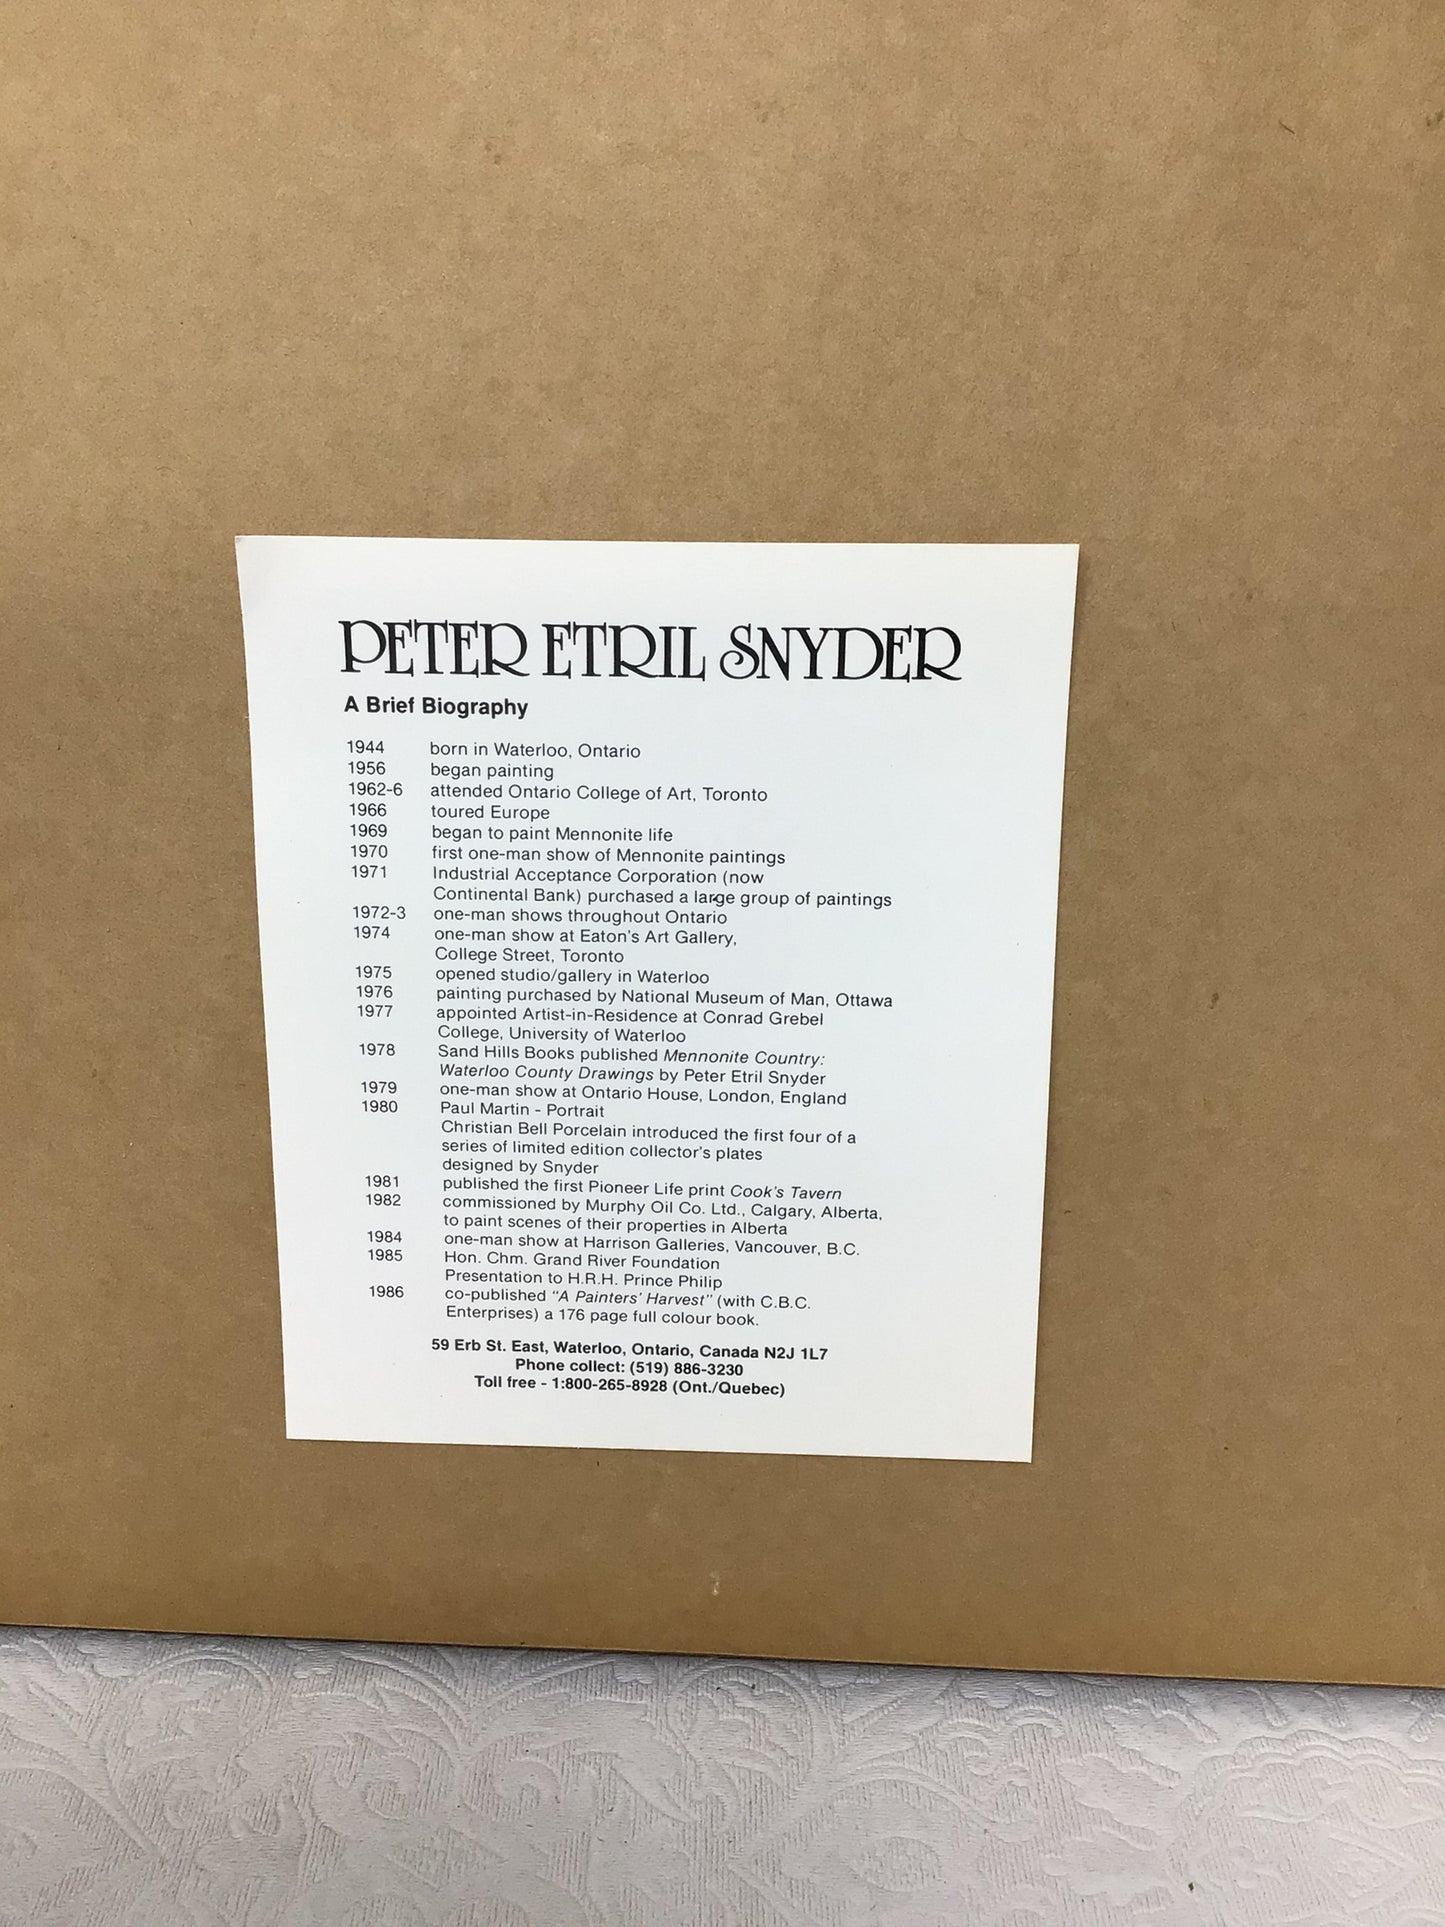 PETER ETRIL SNYDER
A Brief Biography
1944 born in Waterloo, Ontario
1956 began painting
1962-6 attended Ontario College of Art, Toronto
1966 toured Europe
1969 began to paint Mennonite life
1970 first one-man show of Mennonite paintings
1971 Industrial Acceptance Corporation (now
Continental Bank) purchased a large group of paintings
1972-3 one-man shows throughout Ontario
1974 one-man show at Eaton's Art Gallery,
College Street, Toronto
1975 opened studio/gallery in Waterloo
1976 painting purchased by National Museum of Man, Ottawa
1977 appointed Artist-in-Residence at Conrad Grebel
College, University of Waterloo
1978 Sand Hills Books published Mennonite Country:
Waterloo County Drawings by Peter Etril Snyder
1979 one-man show at Ontario House, London, England
1980 Paul Martin - Portrait
Christian Bell Porcelain introduced the first four of a
series of limited edition collector's plates
designed by Snyder
1981 published the first Pioneer Life print Cook's Tavern
1982 commissioned by Murphy Oil Co. Ltd., Calgary, Alberta,
to paint scenes of their properties in Alberta
1984 one-man show at Harrison Galleries, Vancouver, B.C.
1985 Hon. Chm. Grand River Foundation
Presentation to H.R.H. Prince Philip
1986 co-published "A Painters' Harvest" (with C.B.C.
Enterprises) a 176 page full colour book.
59 Erb St. East, Waterloo, Ontario, Canada N2J 1L7
Phone collect: (519) 886-3230
Toll free - 1:800-265-8928 (Ont./Quebec)